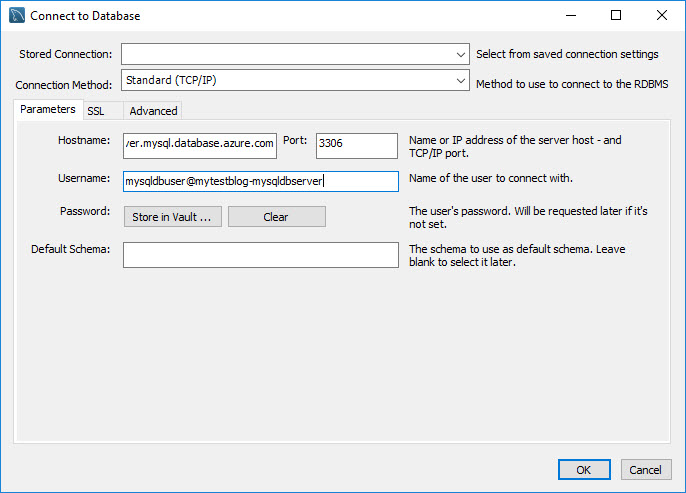 Connect to Database
Stored Connection: Select from saved connection settings
Connection Method: Standard (TCP/IP) Method to use to connect to the RDBMS
Parameters SSL Advanced
Hostname: ver.mysql.database.azure.com Port: 3306 Name or IP address of the server host - and
TCP/IP port.
Username: mysqldbuser@mytestblog-mysqldbserver Name of the user to connect with.
Password: Store in Vault ... Clear The user's password. Will be requested later if it's
not set.
Default Schema: The schema to use as default schema. Leave
blank to select it later.
OK Cancel